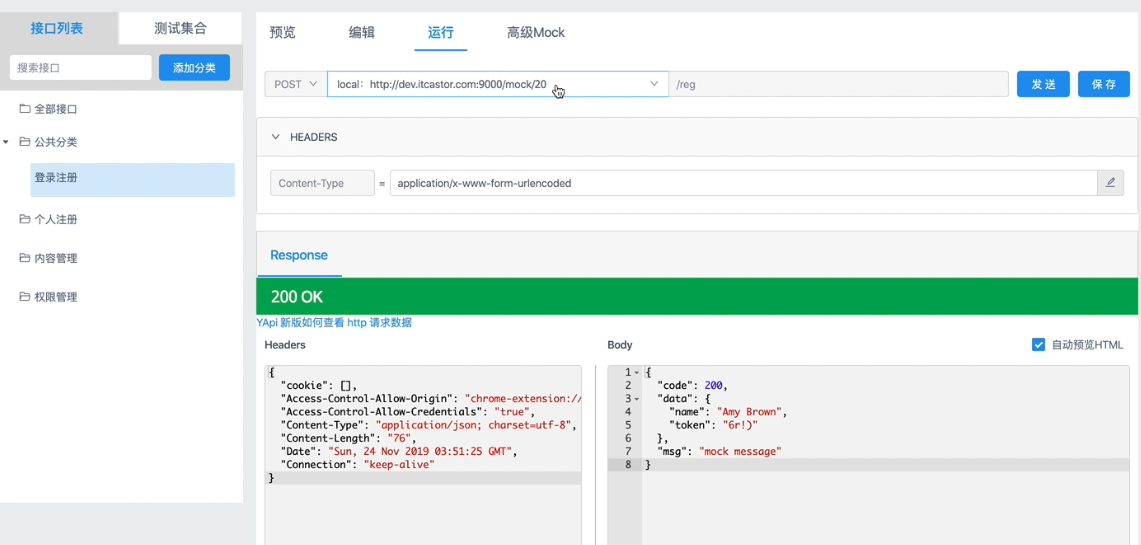 接口列表 测试集合
搜索接口 添加分类
全部接口
公共分类
登录注册
个人注册
内容管理
权限管理
预览 编辑 运行 高级Mock
POST local: http://dev.itcastor.com:9000/mock/20 /reg 发 送 保 存
HEADERS
Content-Type = application/x-www-form-urlencoded
Response
200 OK
YApi 新版如何查看 http 请求数据
Headers
{
"cookie": [],
"Access-Control-Allow-Origin": "chrome-extension://
"Access-Control-Allow-Credentials": "true",
"Content-Type": "application/json; charset=utf-8",
"Content-Length": "76",
"Date": "Sun, 24 Nov 2019 03:51:25 GMT",
"Connection": "keep-alive"
}
Body 自动预览HTML
1 {
2 "code": 200,
3 "data": {
4 "name": "Amy Brown",
5 "token": "6r!)"
6 },
7 "msg": "mock message"
8 }